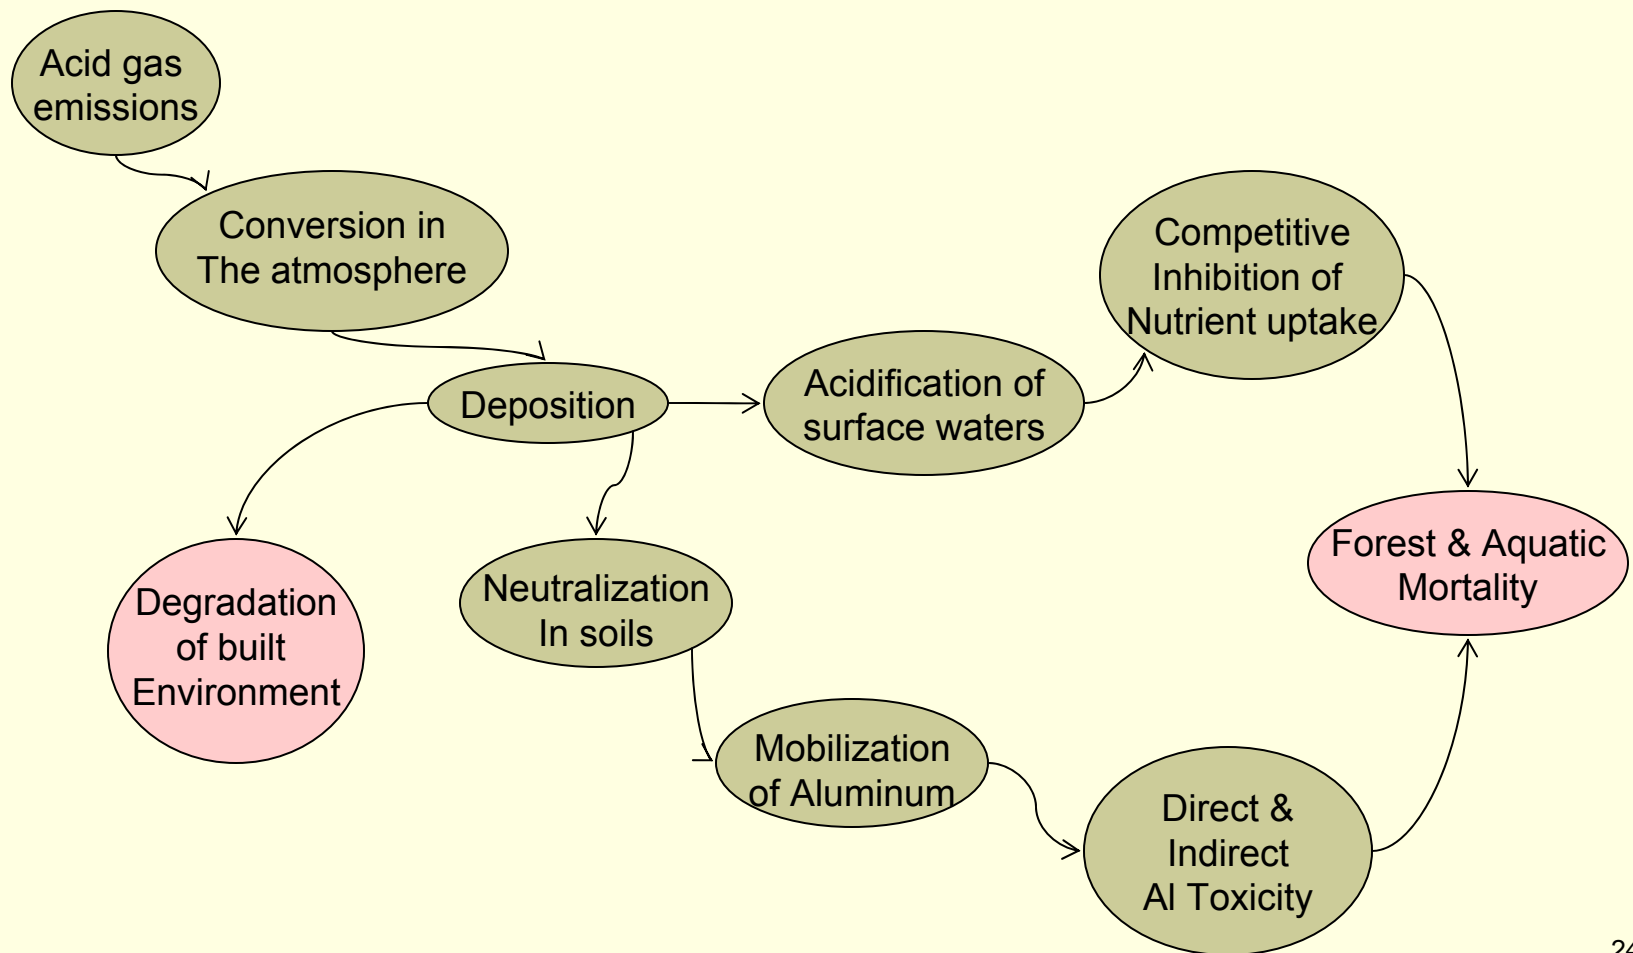 Acid gas
emissions
Conversion in
The atmosphere
Deposition
Acidification of
surface waters
Competitive
Inhibition of
Nutrient uptake
Forest & Aquatic
Mortality
Degradation
of built
Environment
Neutralization
In soils
Mobilization
of Aluminum
Direct &
Indirect
Al Toxicity
24